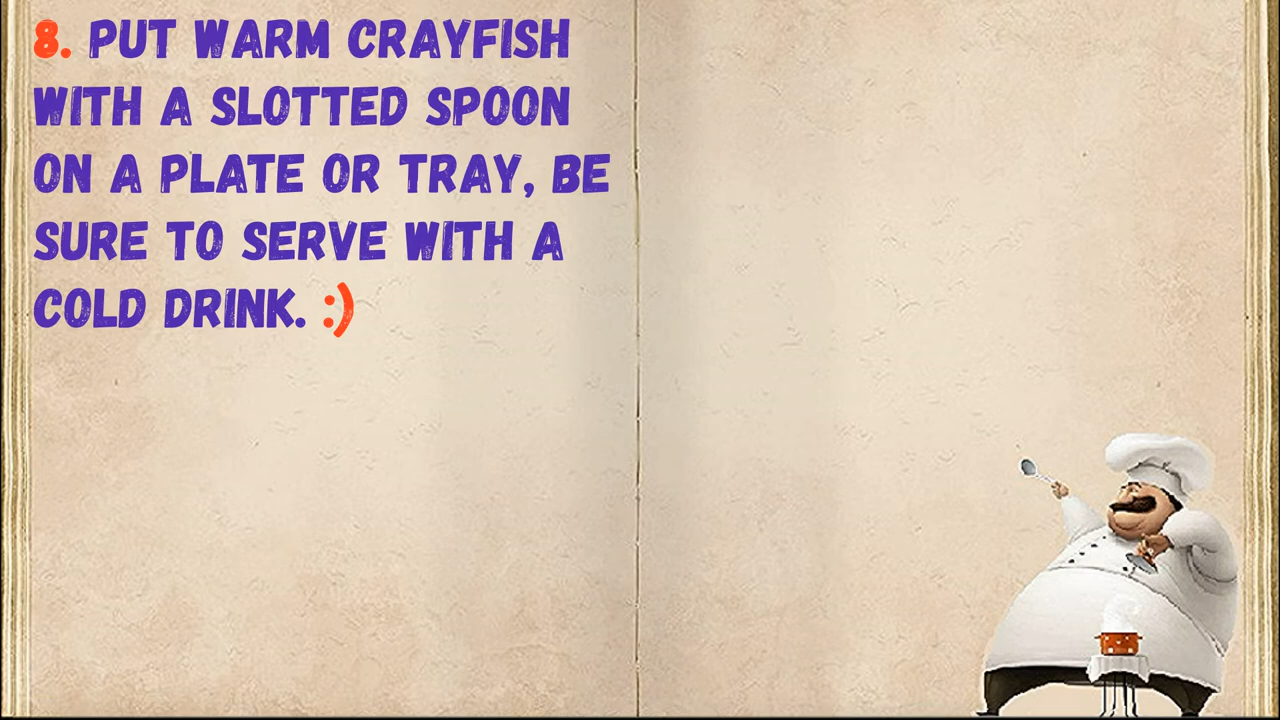 8. PUT WARM CRAYFISH
WITH A SLOTTED SPOON
ON A PLATE OR TRAY, BE
SURE TO SERVE WITH A
COLD DRINK. :)